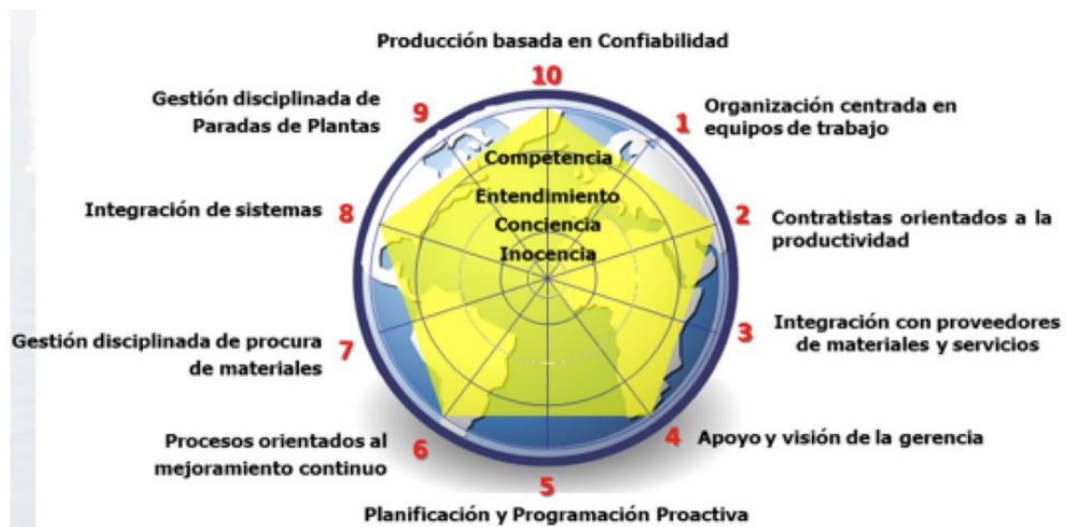 Producción basada en Confiabilidad
10
Gestión disciplinada de
Paradas de Plantas
9
1
Organización centrada en
equipos de trabajo
Competencia
Entendimiento
Conciencia
Inocencia
Integración de sistemas
8
2
Contratistas orientados a la
productividad
Gestión disciplinada de procura
de materiales
7
3
Integración con proveedores
de materiales y servicios
Procesos orientados al
mejoramiento continuo
6
4
Apoyo y visión de la gerencia
5
Planificación y Programación Proactiva